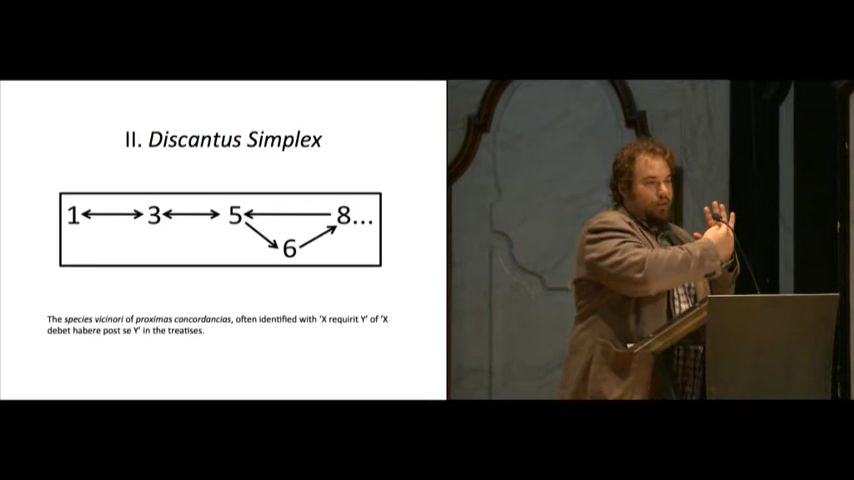 II. Discantus Simplex
1 3 5 8...
6
The species vicinori of proximas concordancias, often identified with ‘X requirit Y’ of ‘X
debet habere post se Y’ in the treatises.